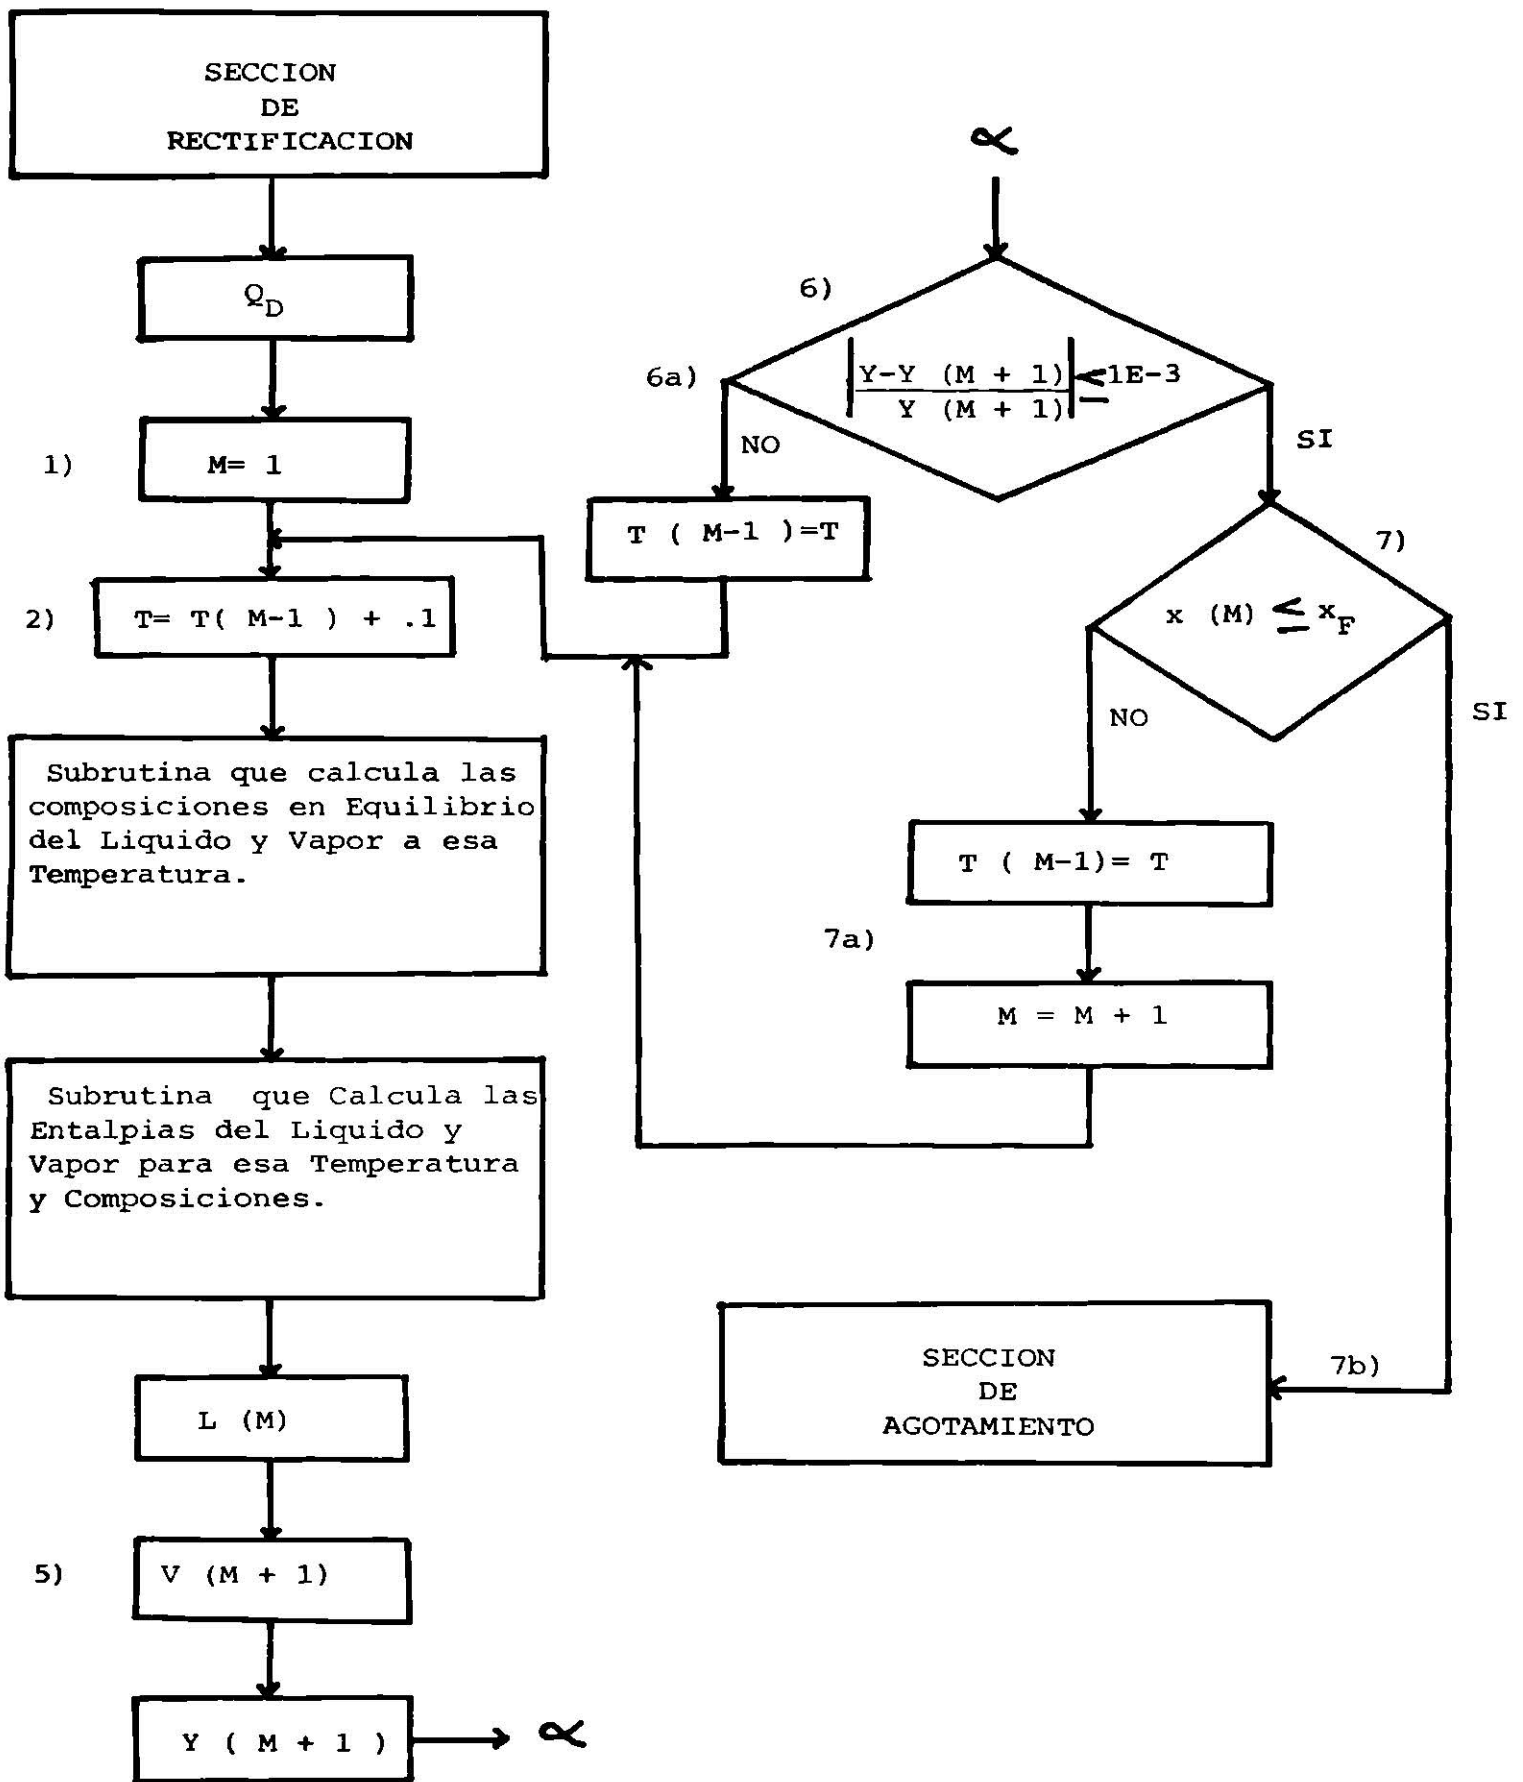 SECCION
DE
RECTIFICACION
Q_D
1)
M= 1
2)
T= T( M-1 ) + .1
Subrutina que calcula las
composiciones en Equilibrio
del Liquido y Vapor a esa
Temperatura.
Subrutina que Calcula las
Entalpias del Liquido y
Vapor para esa Temperatura
y Composiciones.
L (M)
5)
V (M + 1)
Y ( M + 1 )
α
α
6)
6a)
|Y-Y (M + 1)| ≤ 1E-3
Y (M + 1)
NO
SI
T ( M-1 )=T
7)
x (M) ≤ x_F
NO
SI
T ( M-1)= T
7a)
M = M + 1
7b)
SECCION
DE
AGOTAMIENTO